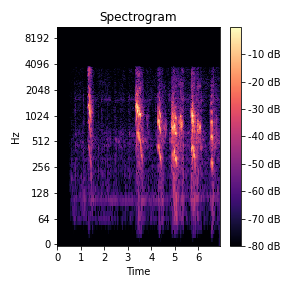 Spectrogram
8192
4096
2048
1024
512
256
128
64
0
Hz
0 1 2 3 4 5 6
Time
-10 dB
-20 dB
-30 dB
-40 dB
-50 dB
-60 dB
-70 dB
-80 dB